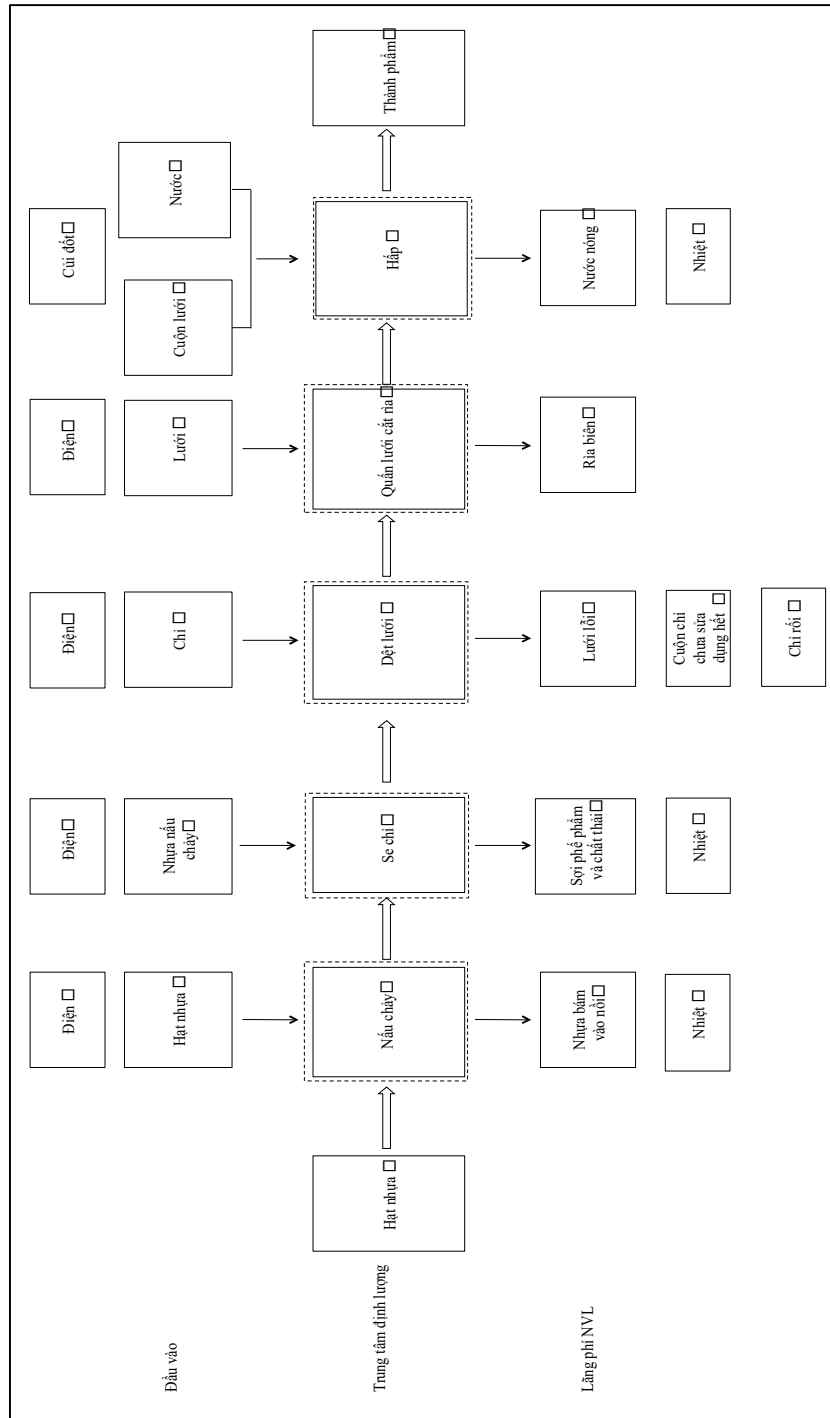 Điện
Điện
Điện
Điện
Củi đốt
Đầu vào
Hạt nhựa
Nhựa nấu
chảy
Chỉ
Lưới
Cuộn lưới
Nước
Trung tâm định lượng
Hạt nhựa
Nấu chảy
Se chỉ
Dệt lưới
Quấn lưới cắt rìa
Hấp
Thành phẩm
Lãng phí NVL
Nhựa bám
vào nồi
Sợi phế phẩm
và chất thải
Lưới lỗi
Rìa biên
Nước nóng
Nhiệt
Nhiệt
Cuộn chỉ
chưa sửa
dụng hết
Nhiệt
Chỉ rối